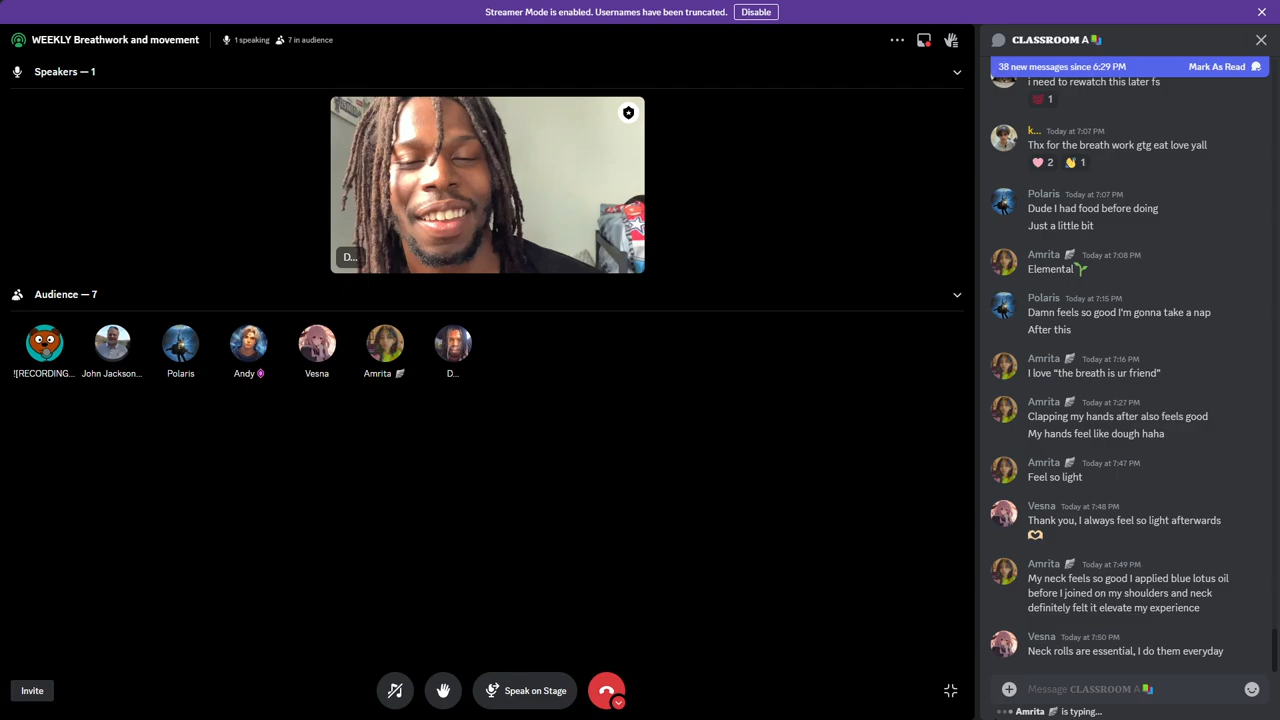 Streamer Mode is enabled. Usernames have been truncated. Disable
WEEKLY Breathwork and movement 1 speaking 7 in audience
Speakers — 1
D...
Audience — 7
![RECORDING... John Jackson... Polaris Andy Vesna Amrita D...
Invite
Speak on Stage
CLASSROOM A
38 new messages since 6:29 PM Mark As Read
i need to rewatch this later fs
1
k... Today at 7:07 PM
Thx for the breath work gtg eat love yall
2 1
Polaris Today at 7:07 PM
Dude I had food before doing
Just a little bit
Amrita Today at 7:08 PM
Elemental🌱
Polaris Today at 7:15 PM
Damn feels so good I'm gonna take a nap
After this
Amrita Today at 7:16 PM
I love “the breath is ur friend”
Amrita Today at 7:27 PM
Clapping my hands after also feels good
My hands feel like dough haha
Amrita Today at 7:47 PM
Feel so light
Vesna Today at 7:48 PM
Thank you, I always feel so light afterwards
🫶🏼
Amrita Today at 7:49 PM
My neck feels so good I applied blue lotus oil
before I joined on my shoulders and neck
definitely felt it elevate my experience
Vesna Today at 7:50 PM
Neck rolls are essential, I do them everyday
Message CLASSROOM A
Amrita is typing...